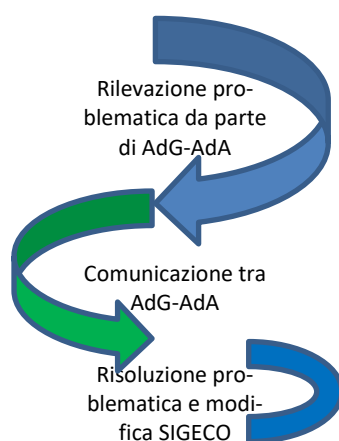 Rilevazione pro-
blematica da parte
di AdG-AdA
Comunicazione tra
AdG-AdA
Risoluzione pro-
blematica e modi-
fica SIGECO